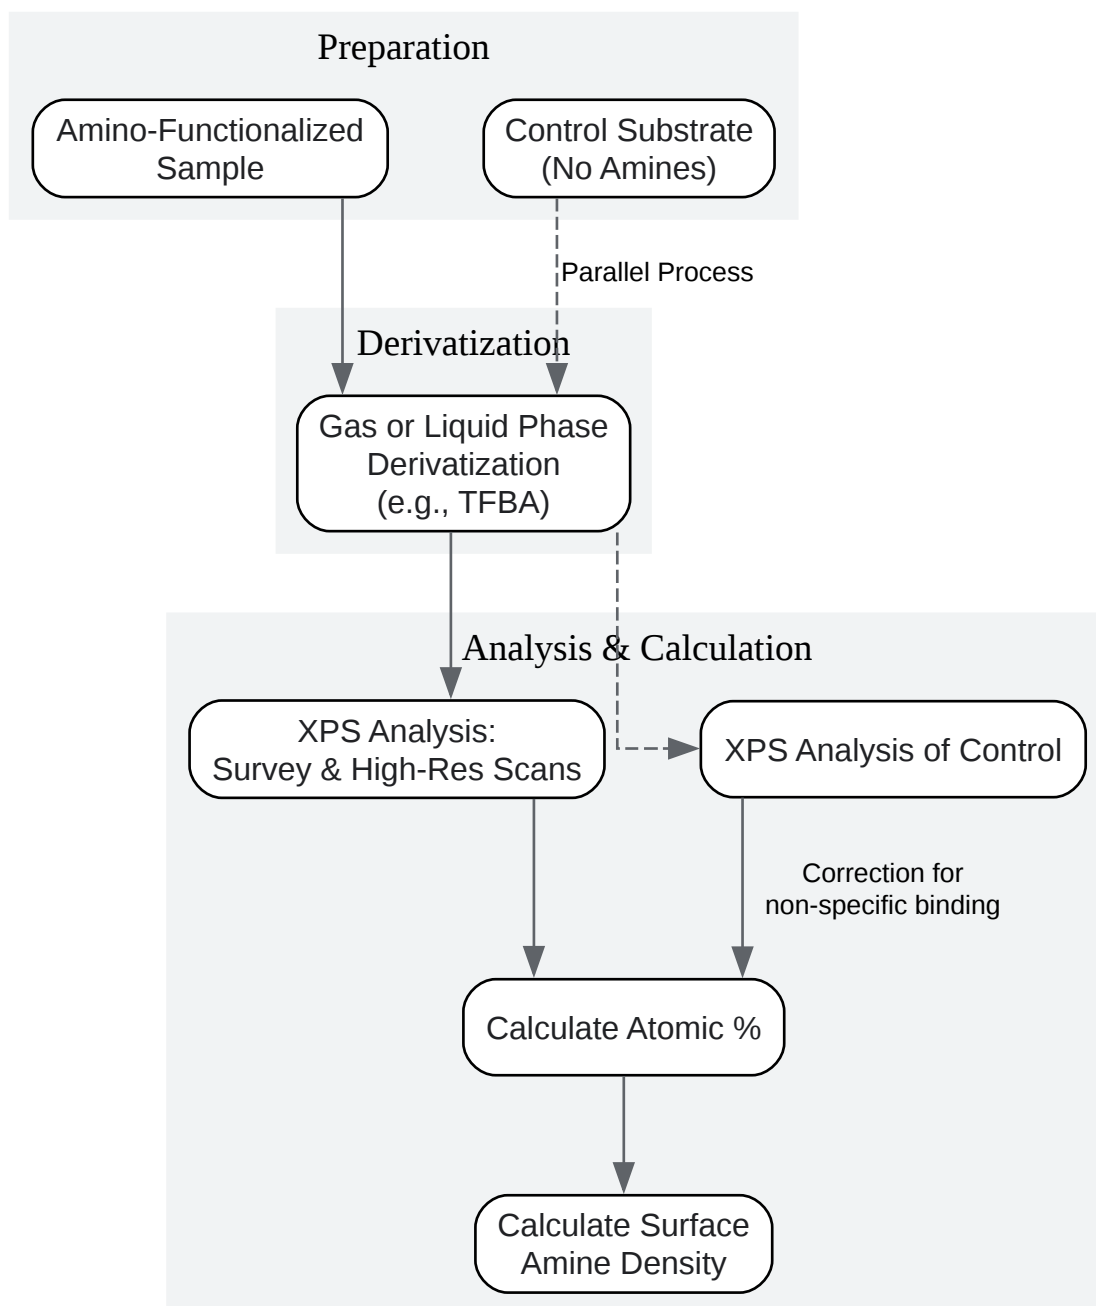 Preparation
Amino-Functionalized
Sample
Control Substrate
(No Amines)
Parallel Process
Derivatization
Gas or Liquid Phase
Derivatization
(e.g., TFBA)
Analysis & Calculation
XPS Analysis:
Survey & High-Res Scans
XPS Analysis of Control
Correction for
non-specific binding
Calculate Atomic %
Calculate Surface
Amine Density